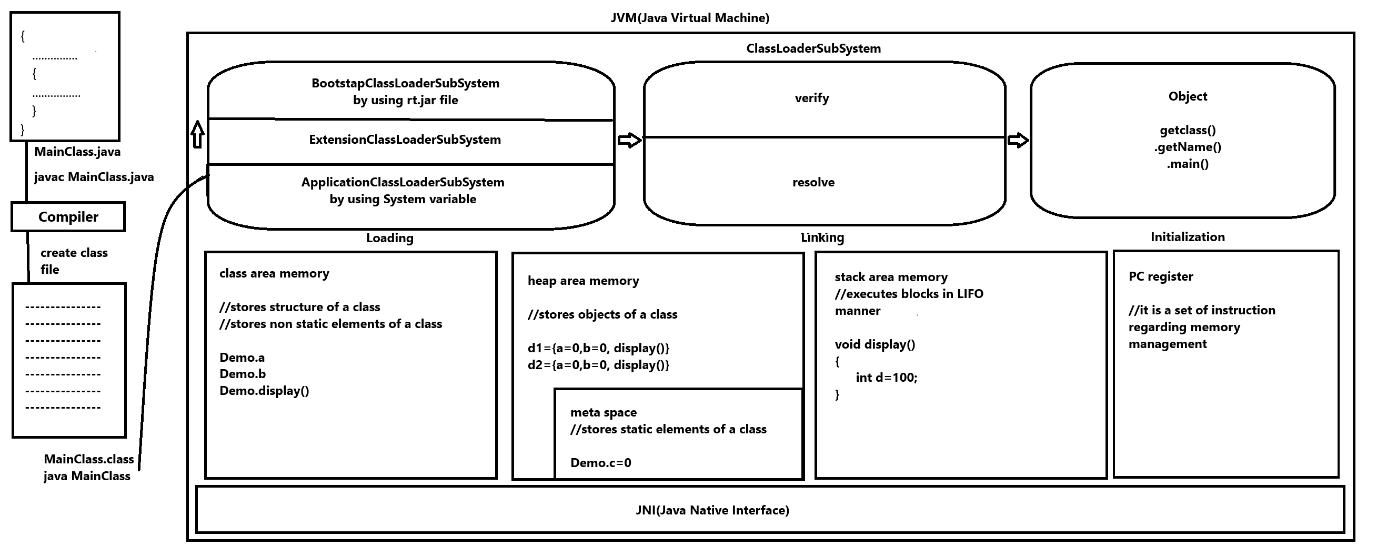 JVM(Java Virtual Machine)
{
...............
{
................
}
}
MainClass.java
javac MainClass.java
Compiler
create class
file
--------------------
--------------------
--------------------
--------------------
--------------------
--------------------
--------------------
MainClass.class
java MainClass
ClassLoaderSubSystem
BootstapClassLoaderSubSystem
by using rt.jar file
ExtensionClassLoaderSubSystem
ApplicationClassLoaderSubSystem
by using System variable
Loading
verify
resolve
Linking
Object
getclass()
.getName()
.main()
Initialization
class area memory
//stores structure of a class
//stores non static elements of a class
Demo.a
Demo.b
Demo.display()
heap area memory
//stores objects of a class
d1={a=0,b=0, display()}
d2={a=0,b=0, display()}
meta space
//stores static elements of a class
Demo.c=0
stack area memory
//executes blocks in LIFO
manner
void display()
{
int d=100;
}
PC register
//it is a set of instruction
regarding memory
management
JNI(Java Native Interface)